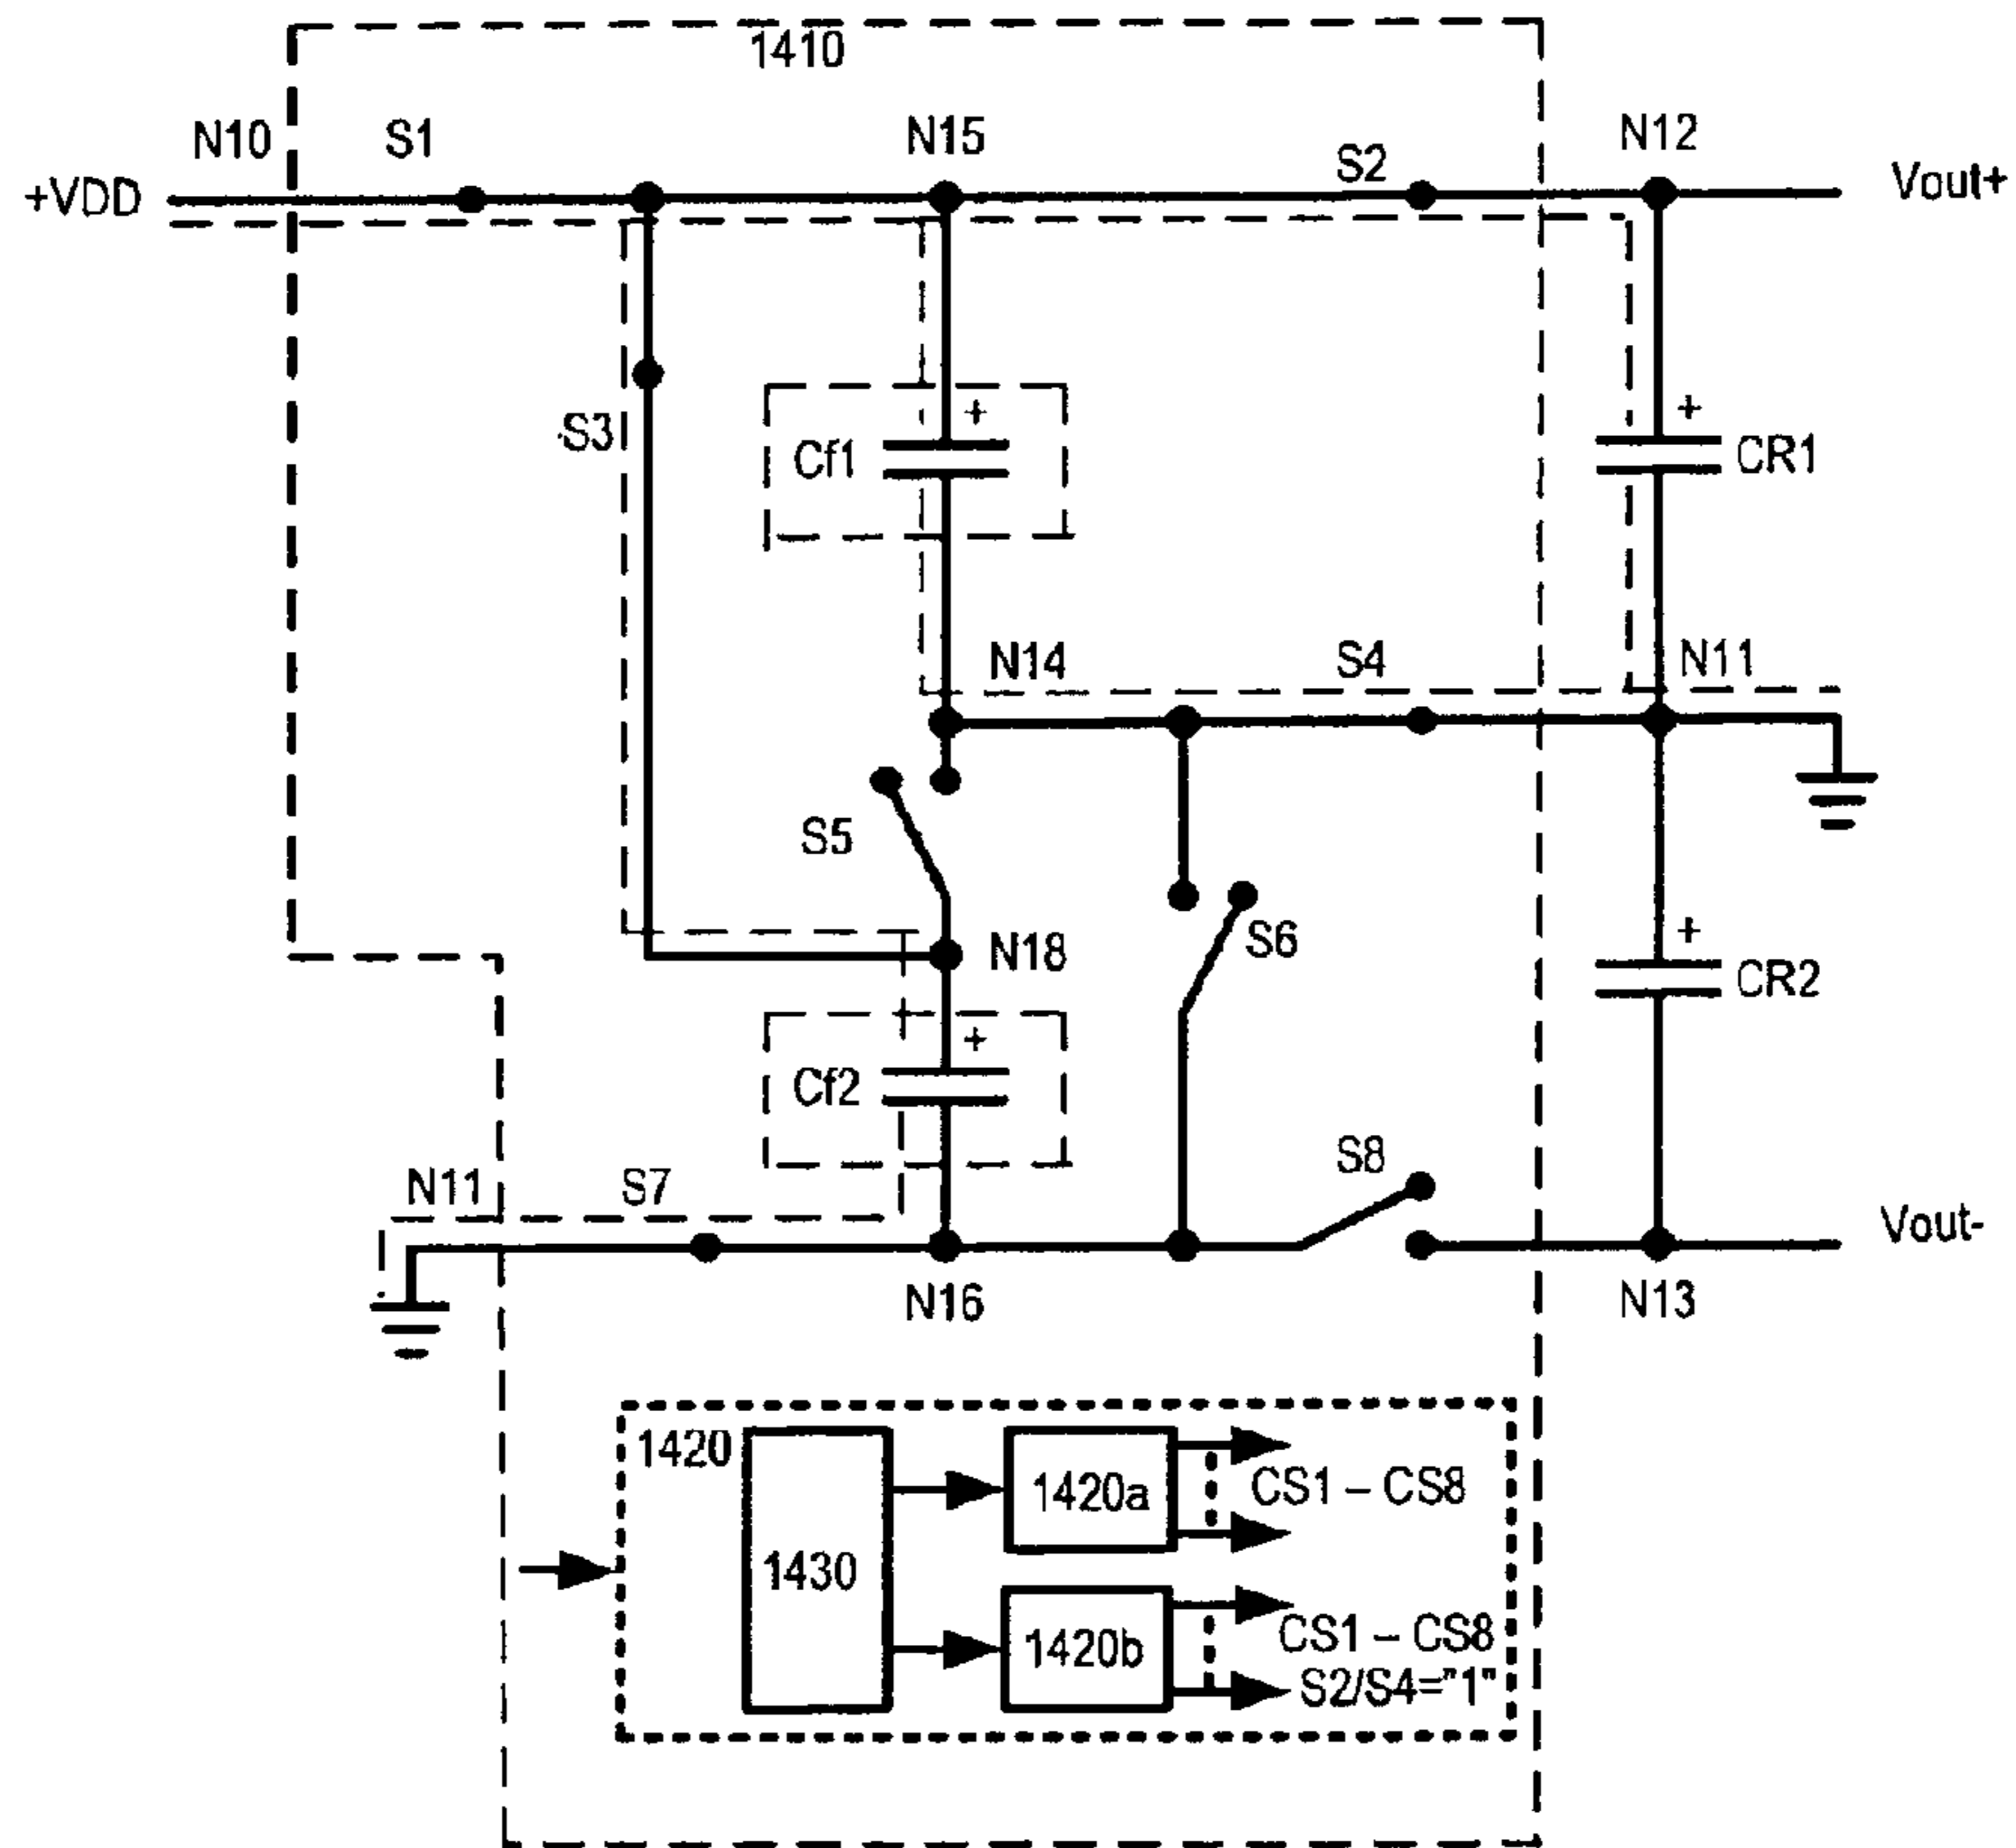 1410
N10
S1
N15
S2
N12
+VDD
Vout+
S3
+
Cf1
+
CR1
N14
S4
N11
S5
S6
N18
+
CR2
+
Cf2
N11
S7
S8
Vout-
N16
N13
1420
1430
1420a
CS1 – CS8
1420b
CS1 – CS8
S2/S4="1"